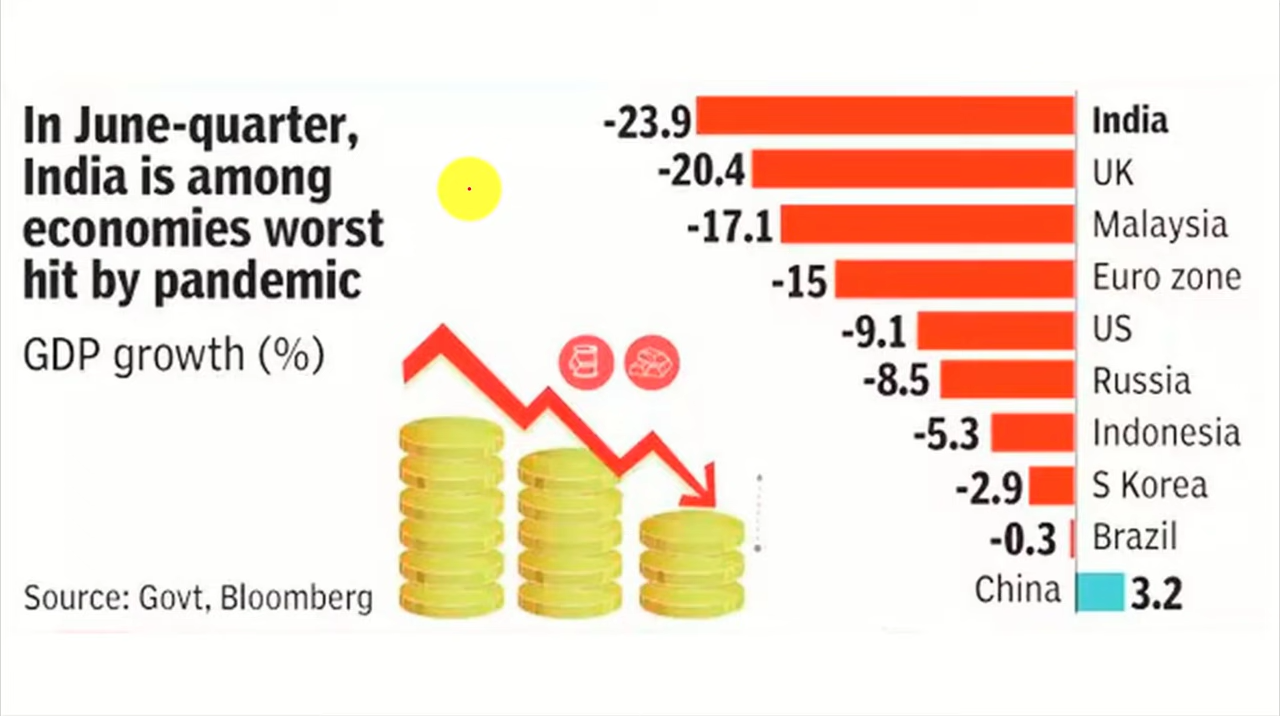 In June-quarter,
India is among
economies worst
hit by pandemic
GDP growth (%)
Source: Govt, Bloomberg
-23.9 India
-20.4 UK
-17.1 Malaysia
-15 Euro zone
-9.1 US
-8.5 Russia
-5.3 Indonesia
-2.9 S Korea
-0.3 Brazil
China 3.2